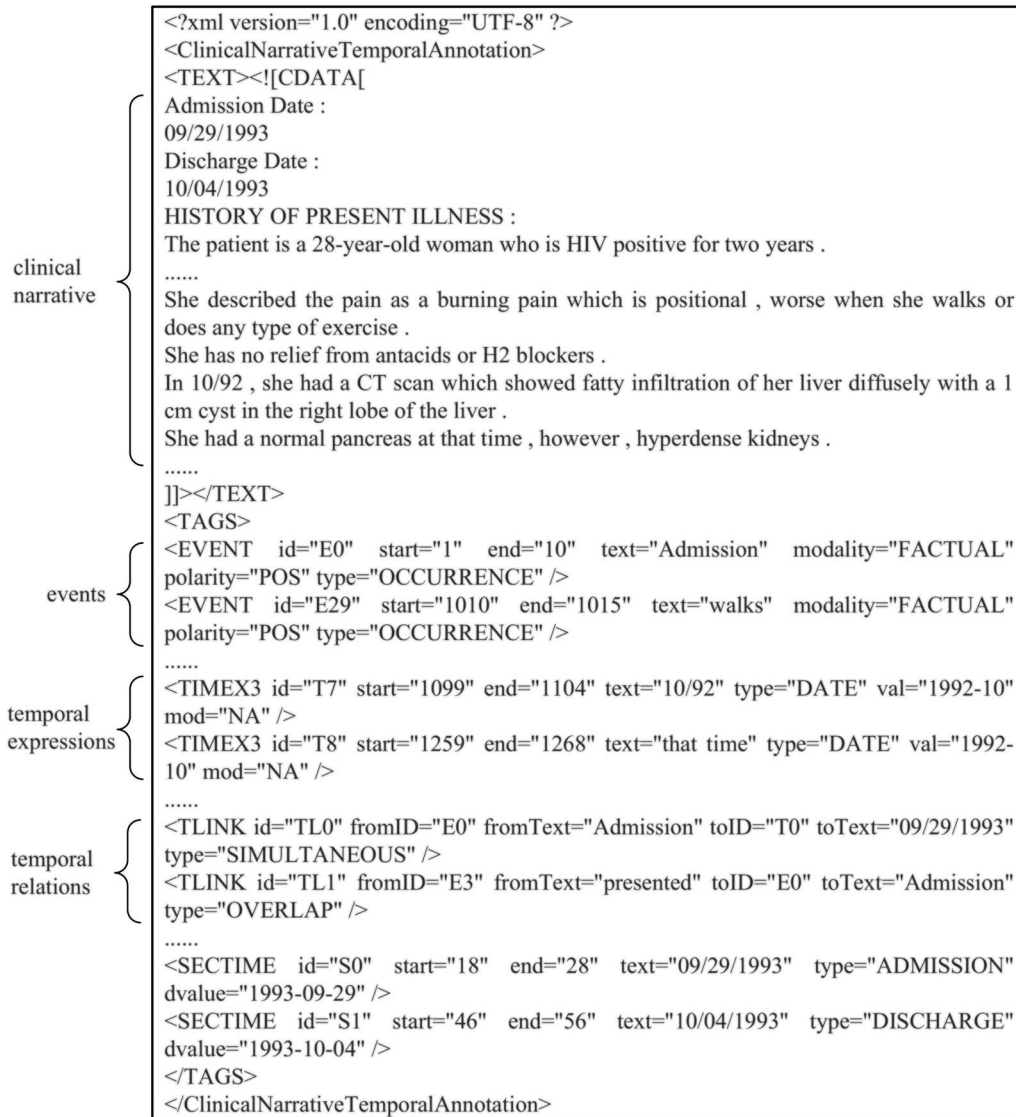 <?xml version="1.0" encoding="UTF-8" ?>
<ClinicalNarrativeTemporalAnnotation>
<TEXT><![CDATA[
Admission Date :
09/29/1993
Discharge Date :
10/04/1993
HISTORY OF PRESENT ILLNESS :
The patient is a 28-year-old woman who is HIV positive for two years .
clinical
narrative
......
She described the pain as a burning pain which is positional , worse when she walks or
does any type of exercise .
She has no relief from antacids or H2 blockers .
In 10/92 , she had a CT scan which showed fatty infiltration of her liver diffusely with a 1
cm cyst in the right lobe of the liver .
She had a normal pancreas at that time , however , hyperdense kidneys .
......
]]></TEXT>
<TAGS>
events
<EVENT id="E0" start="1" end="10" text="Admission" modality="FACTUAL"
polarity="POS" type="OCCURRENCE" />
<EVENT id="E29" start="1010" end="1015" text="walks" modality="FACTUAL"
polarity="POS" type="OCCURRENCE" />
......
temporal
expressions
<TIMEX3 id="T7" start="1099" end="1104" text="10/92" type="DATE" val="1992-10"
mod="NA" />
<TIMEX3 id="T8" start="1259" end="1268" text="that time" type="DATE" val="1992-
10" mod="NA" />
......
temporal
relations
<TLINK id="TL0" fromID="E0" fromText="Admission" toID="T0" toText="09/29/1993"
type="SIMULTANEOUS" />
<TLINK id="TL1" fromID="E3" fromText="presented" toID="E0" toText="Admission"
type="OVERLAP" />
......
<SECTIME id="S0" start="18" end="28" text="09/29/1993" type="ADMISSION"
dvalue="1993-09-29" />
<SECTIME id="S1" start="46" end="56" text="10/04/1993" type="DISCHARGE"
dvalue="1993-10-04" />
</TAGS>
</ClinicalNarrativeTemporalAnnotation>